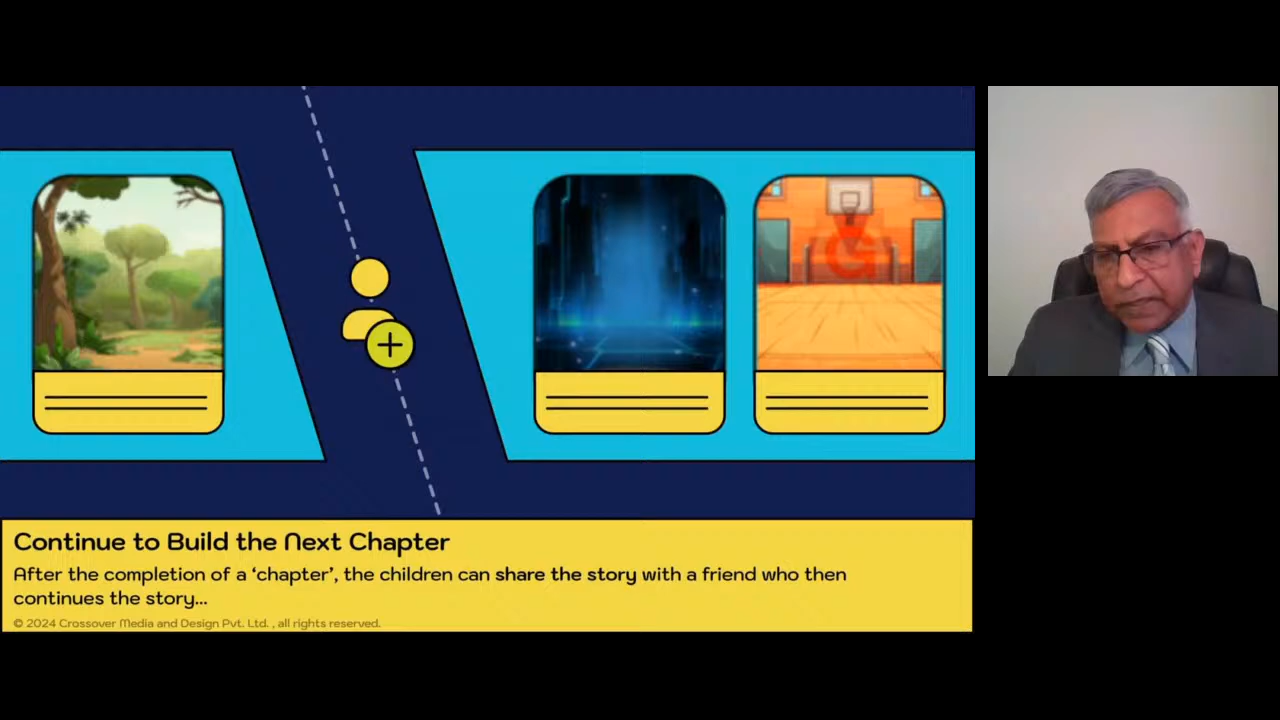 Continue to Build the Next Chapter
After the completion of a ‘chapter’, the children can share the story with a friend who then
continues the story...
© 2024 Crossover Media and Design Pvt. Ltd. , all rights reserved.